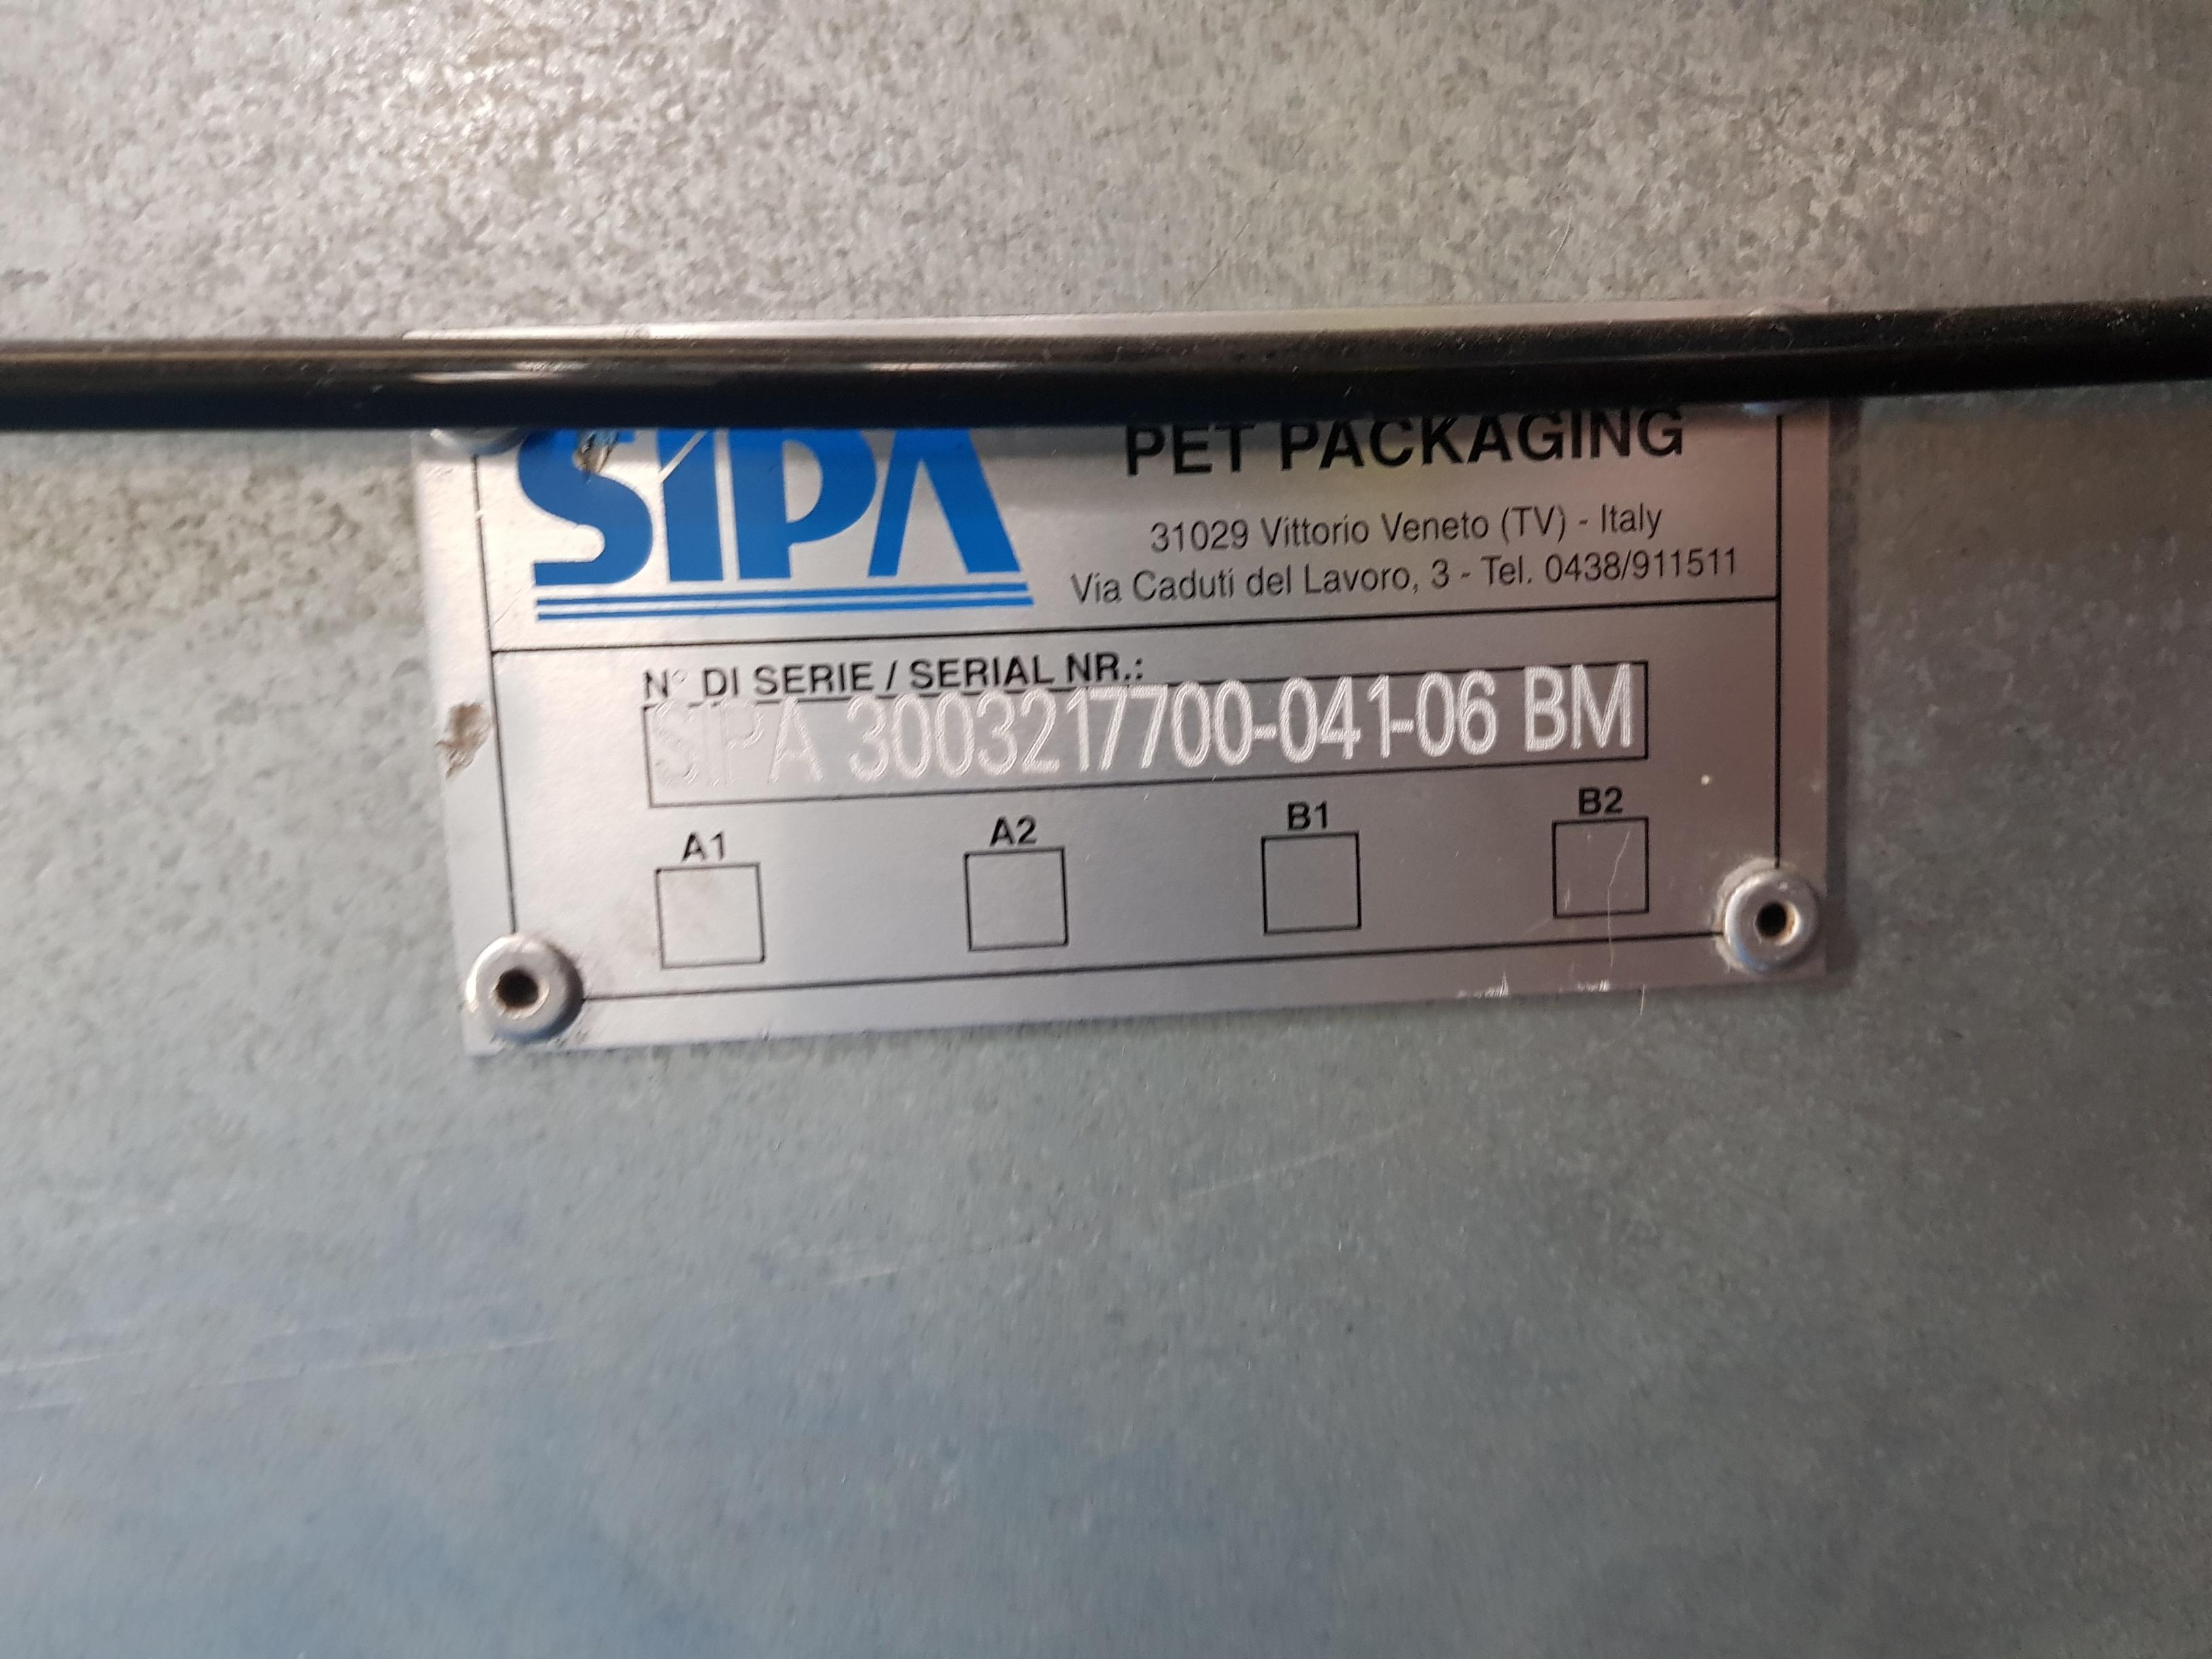 SIPA
PET PACKAGING
31029 Vittorio Veneto (TV) - Italy
Via Caduti del Lavoro, 3 - Tel. 0438/911511
N° DI SERIE / SERIAL NR.:
SIPA 3003217700-041-06 BM
A1 A2 B1 B2